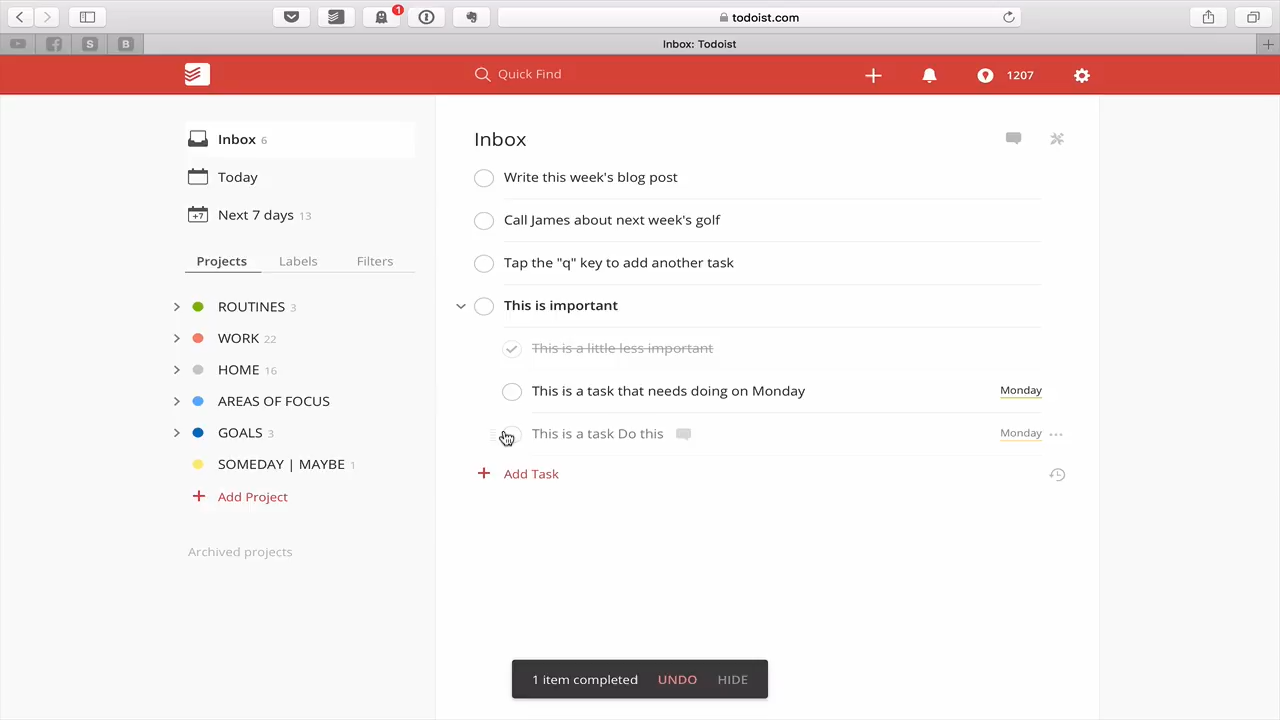 1
todoist.com
S
B
Inbox: Todoist
Quick Find
1207
Inbox 6
Today
+7 Next 7 days 13
Projects Labels Filters
ROUTINES 3
WORK 22
HOME 16
AREAS OF FOCUS
GOALS 3
SOMEDAY | MAYBE 1
+ Add Project
Archived projects
Inbox
Write this week's blog post
Call James about next week's golf
Tap the "q" key to add another task
This is important
This is a little less important
This is a task that needs doing on Monday Monday
This is a task Do this Monday
+ Add Task
1 item completed UNDO HIDE